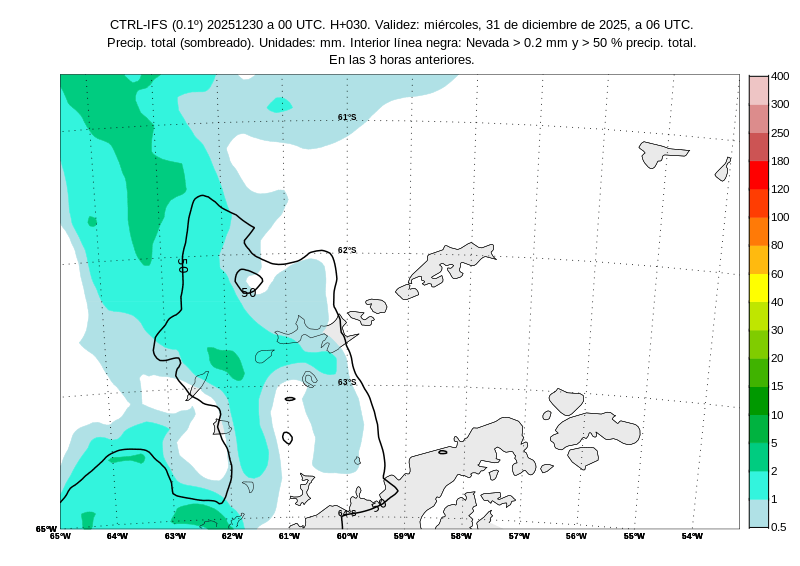 CTRL-IFS (0.1º) 20251230 a 00 UTC. H+030. Validez: miércoles, 31 de diciembre de 2025, a 06 UTC.
Precip. total (sombreado). Unidades: mm. Interior línea negra: Nevada > 0.2 mm y > 50 % precip. total.
En las 3 horas anteriores.
400
300
250
180
120
100
80
60
40
30
20
15
10
5
2
1
0.5
61°S
62°S
63°S
64°S
50
50
50
65°W
65°W
64°W
63°W
62°W
61°W
60°W
59°W
58°W
57°W
56°W
55°W
54°W